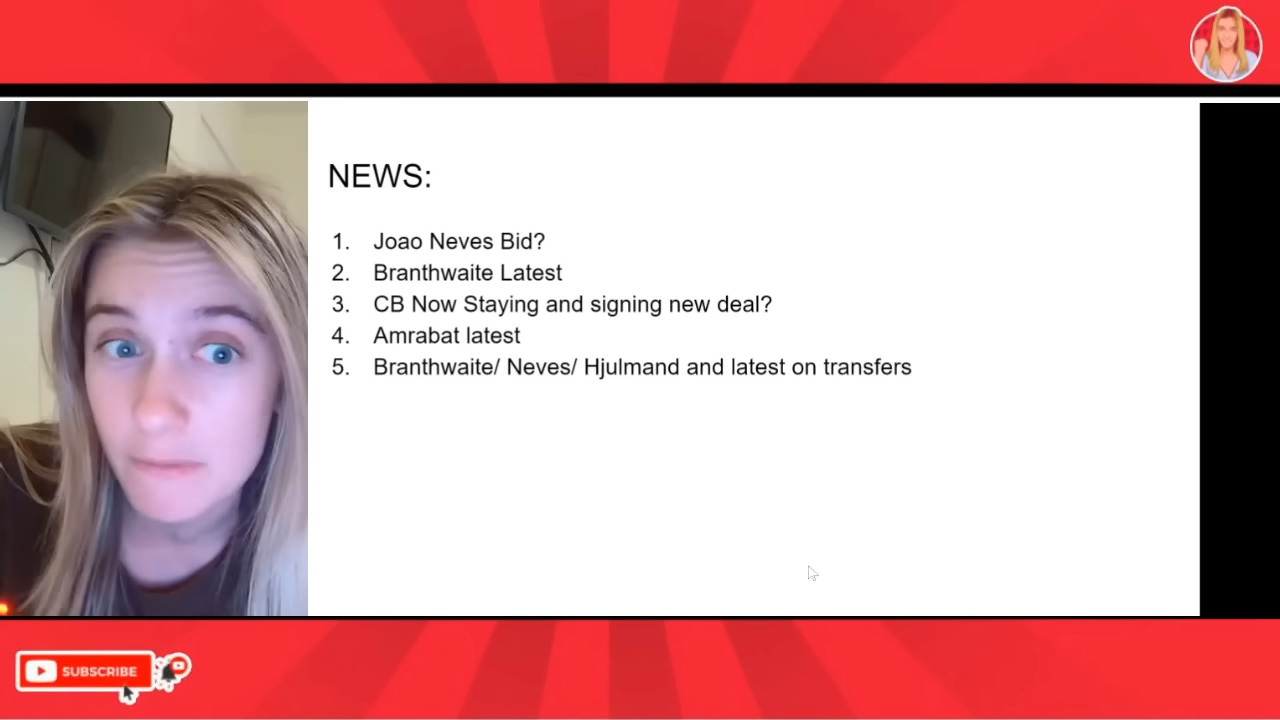 NEWS:
1. Joao Neves Bid?
2. Branthwaite Latest
3. CB Now Staying and signing new deal?
4. Amrabat latest
5. Branthwaite/ Neves/ Hjulmand and latest on transfers
SUBSCRIBE